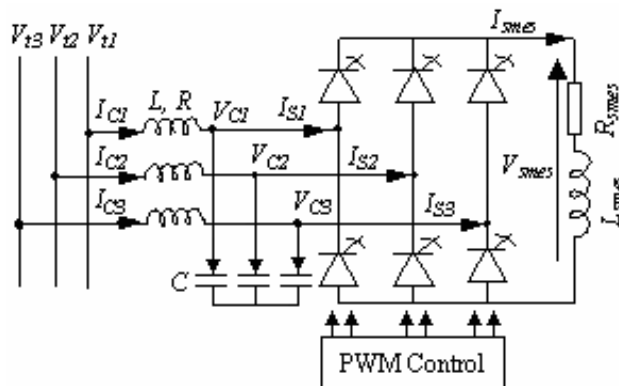 V_t3 V_t2 V_t1
I_smes
I_C1 L, R V_C1 I_S1
I_C2 V_C2 I_S2
I_C3 V_C3 I_S3
V_smes
R_smes
L_smes
C
PWM Control